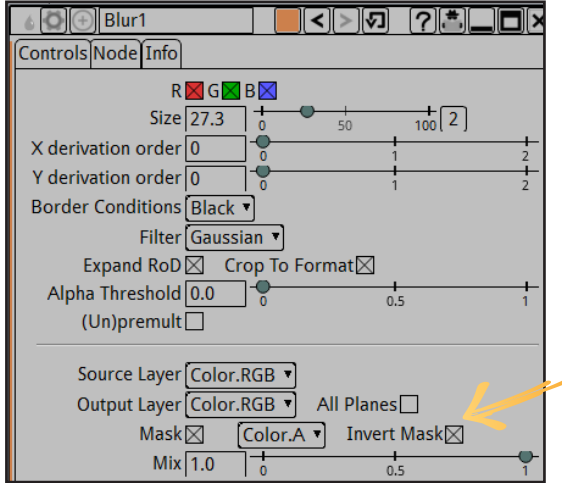 Blur1 < > ?
Controls Node Info
R G B
Size 27.3 0 50 100 2
X derivation order 0 0 1 2
Y derivation order 0 0 1 2
Border Conditions Black
Filter Gaussian
Expand RoD Crop To Format
Alpha Threshold 0.0 0 0.5 1
(Un)premult
Source Layer Color.RGB
Output Layer Color.RGB All Planes
Mask Color.A Invert Mask
Mix 1.0 0 0.5 1